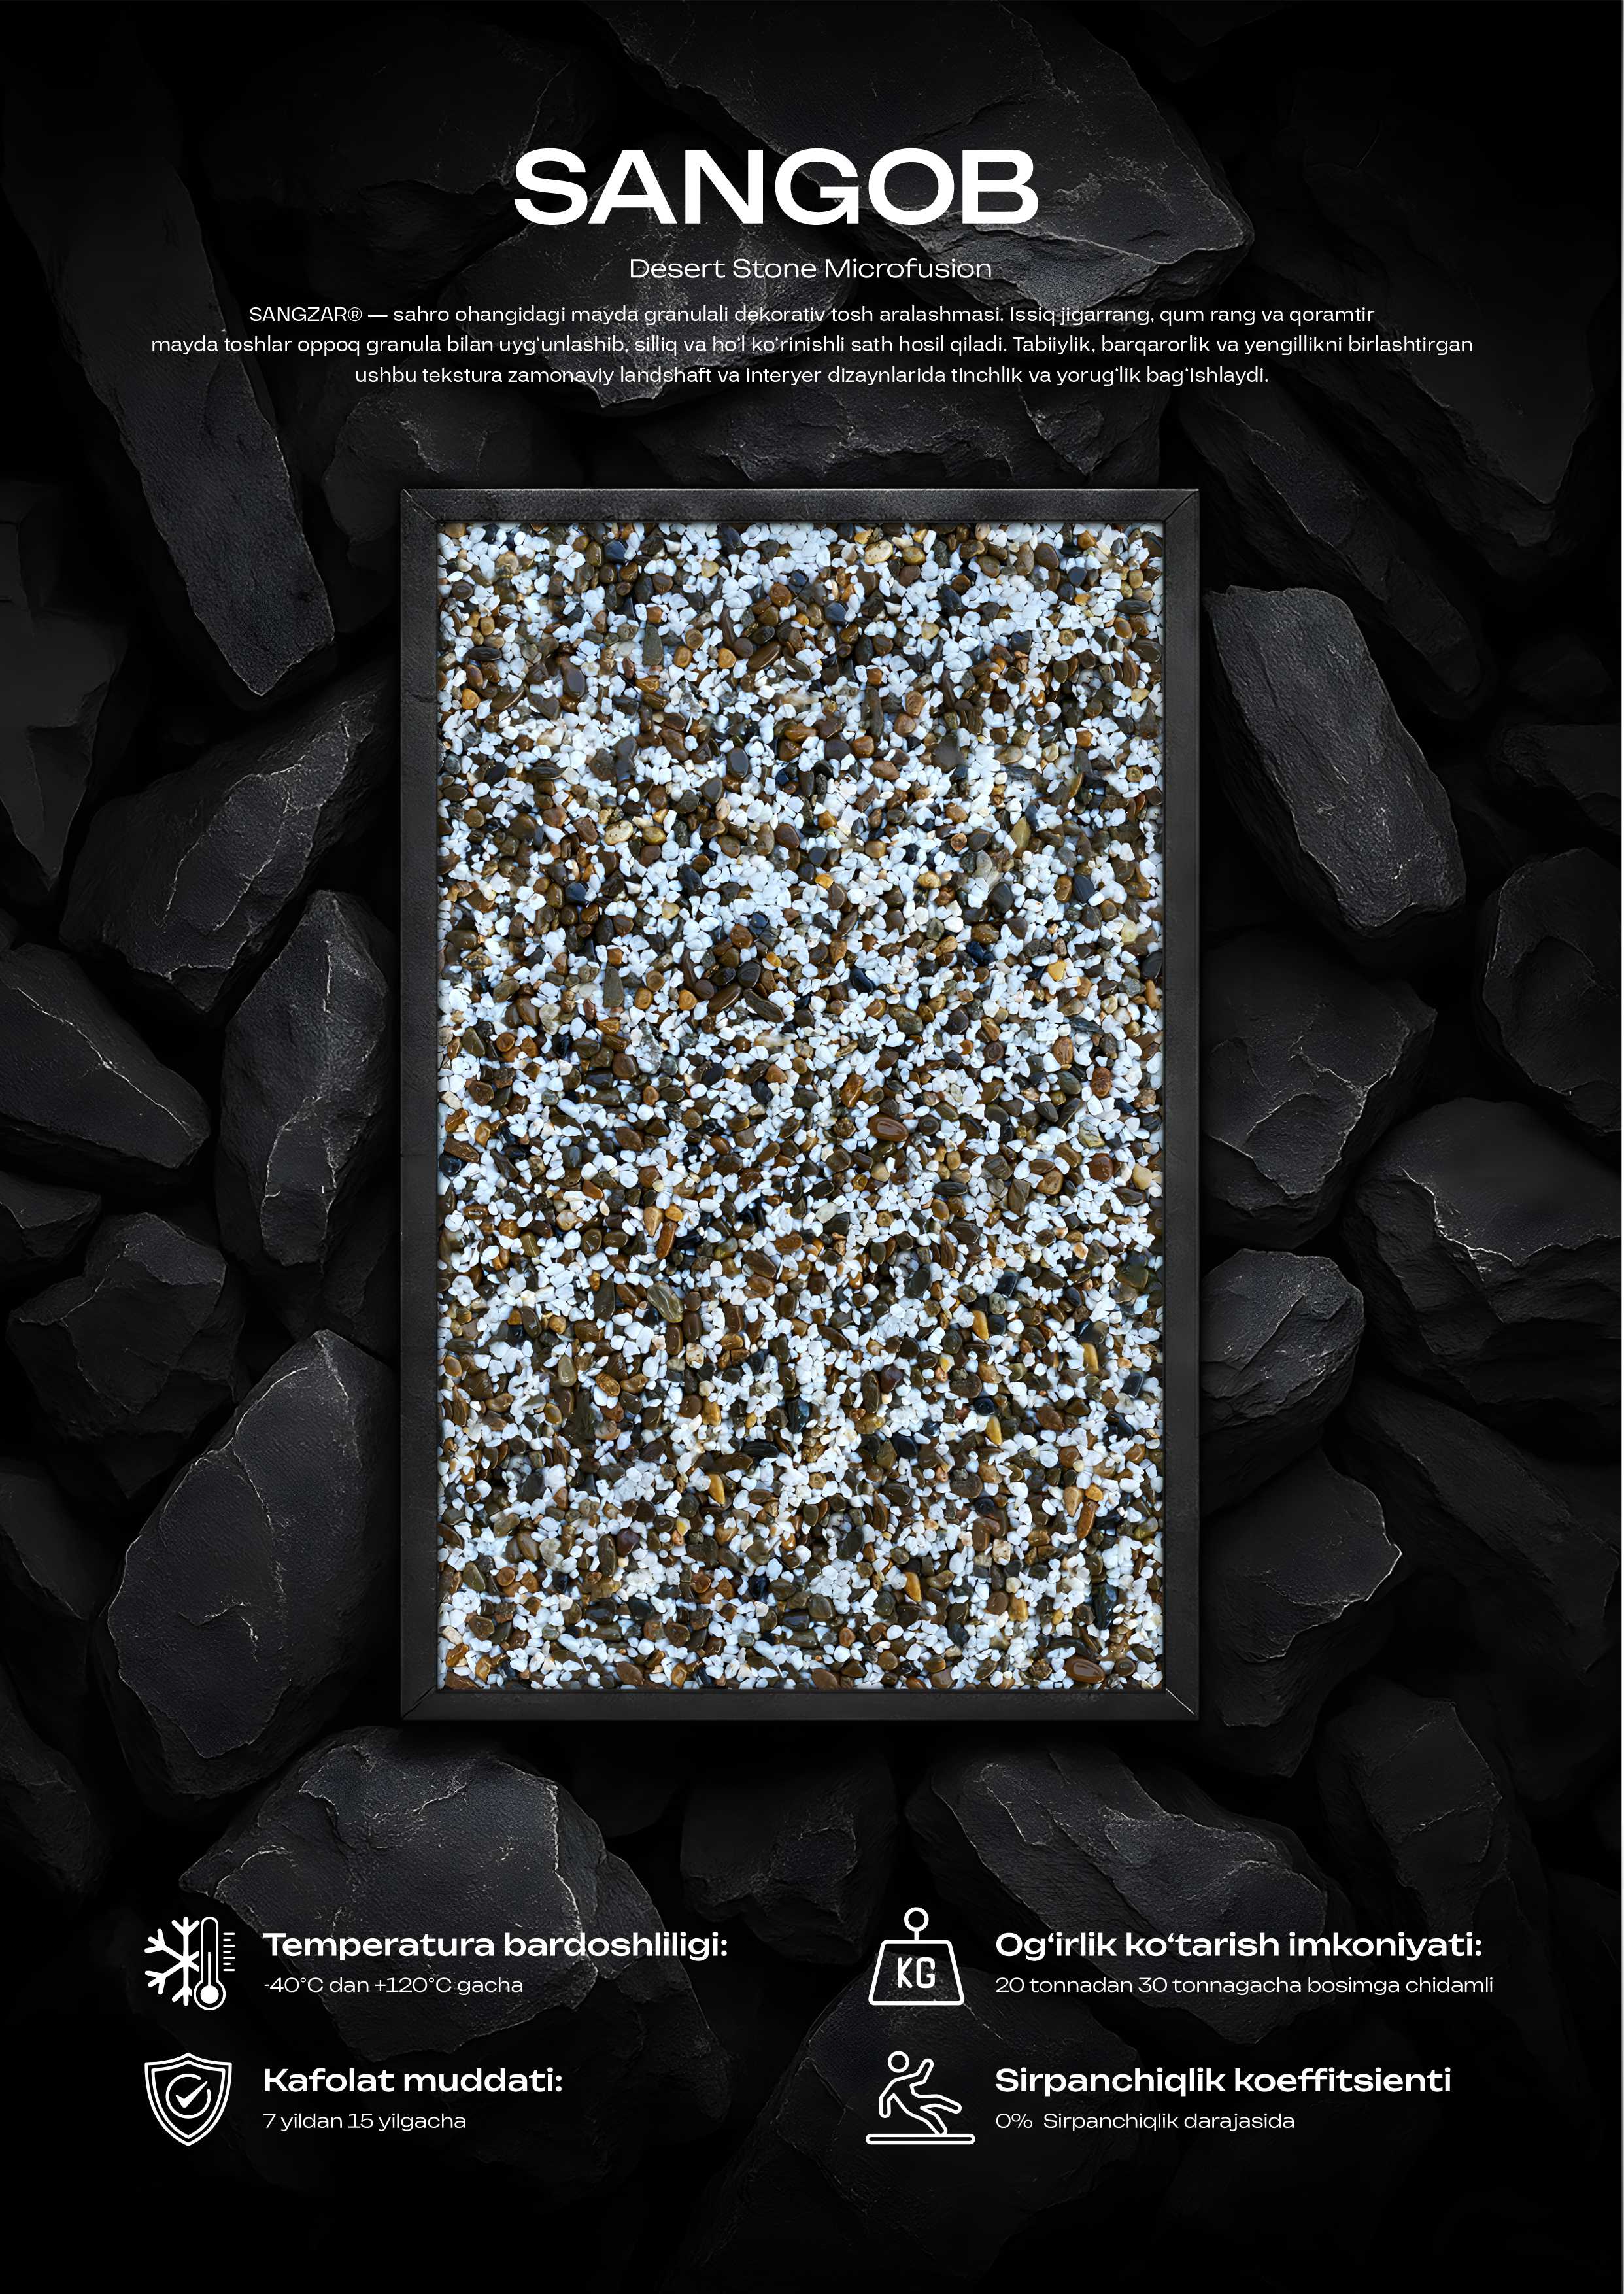 SANGOB
Desert Stone Microfusion
SANGZAR® — sahro ohangidagi mayda granulali dekorativ tosh aralashmasi. Issiq jigarrang, qum rang va qoramtir
mayda toshlar oppoq granula bilan uyg‘unlashib, silliq va ho‘l ko‘rinishli sath hosil qiladi. Tabiiylik, barqarorlik va yengillikni birlashtirgan
ushbu tekstura zamonaviy landshaft va interyer dizaynlarida tinchlik va yorug‘lik bag‘ishlaydi.
Temperatura bardoshliligi:
-40°C dan +120°C gacha
KG
Og‘irlik ko‘tarish imkoniyati:
20 tonnadan 30 tonnagacha bosimga chidamli
Kafolat muddati:
7 yildan 15 yilgacha
Sirpanchiqlik koeffitsienti
0% Sirpanchiqlik darajasida